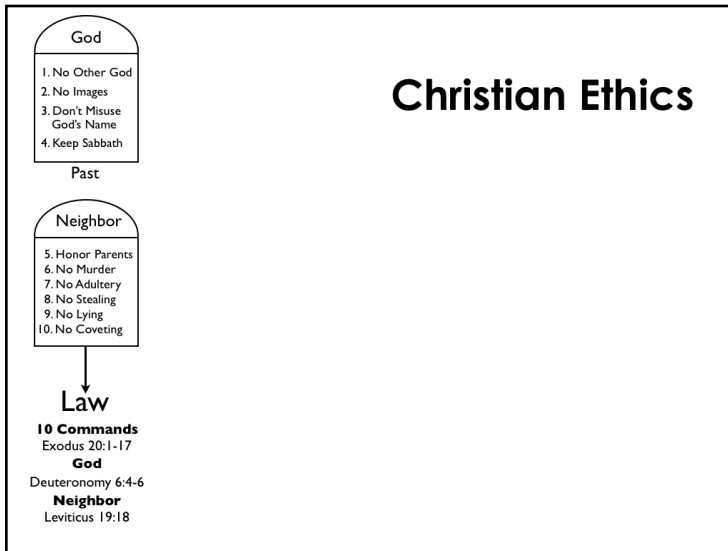 God
1. No Other God
2. No Images
3. Don't Misuse
God's Name
4. Keep Sabbath
Past
Neighbor
5. Honor Parents
6. No Murder
7. No Adultery
8. No Stealing
9. No Lying
10. No Coveting
Law
10 Commands
Exodus 20:1-17
God
Deuteronomy 6:4-6
Neighbor
Leviticus 19:18
Christian Ethics